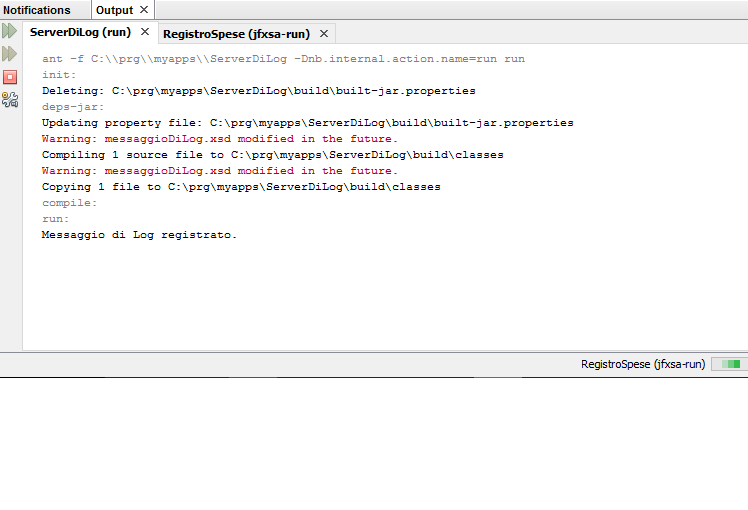 Notifications
Output
ServerDiLog (run)
RegistroSpese (jfxsa-run)
ant -f C:\\prg\\myapps\\ServerDiLog -Dnb.internal.action.name=run run
init:
Deleting: C:\prg\myapps\ServerDiLog\build\built-jar.properties
deps-jar:
Updating property file: C:\prg\myapps\ServerDiLog\build\built-jar.properties
Warning: messaggioDiLog.xsd modified in the future.
Compiling 1 source file to C:\prg\myapps\ServerDiLog\build\classes
Warning: messaggioDiLog.xsd modified in the future.
Copying 1 file to C:\prg\myapps\ServerDiLog\build\classes
compile:
run:
Messaggio di Log registrato.
RegistroSpese (jfxsa-run)